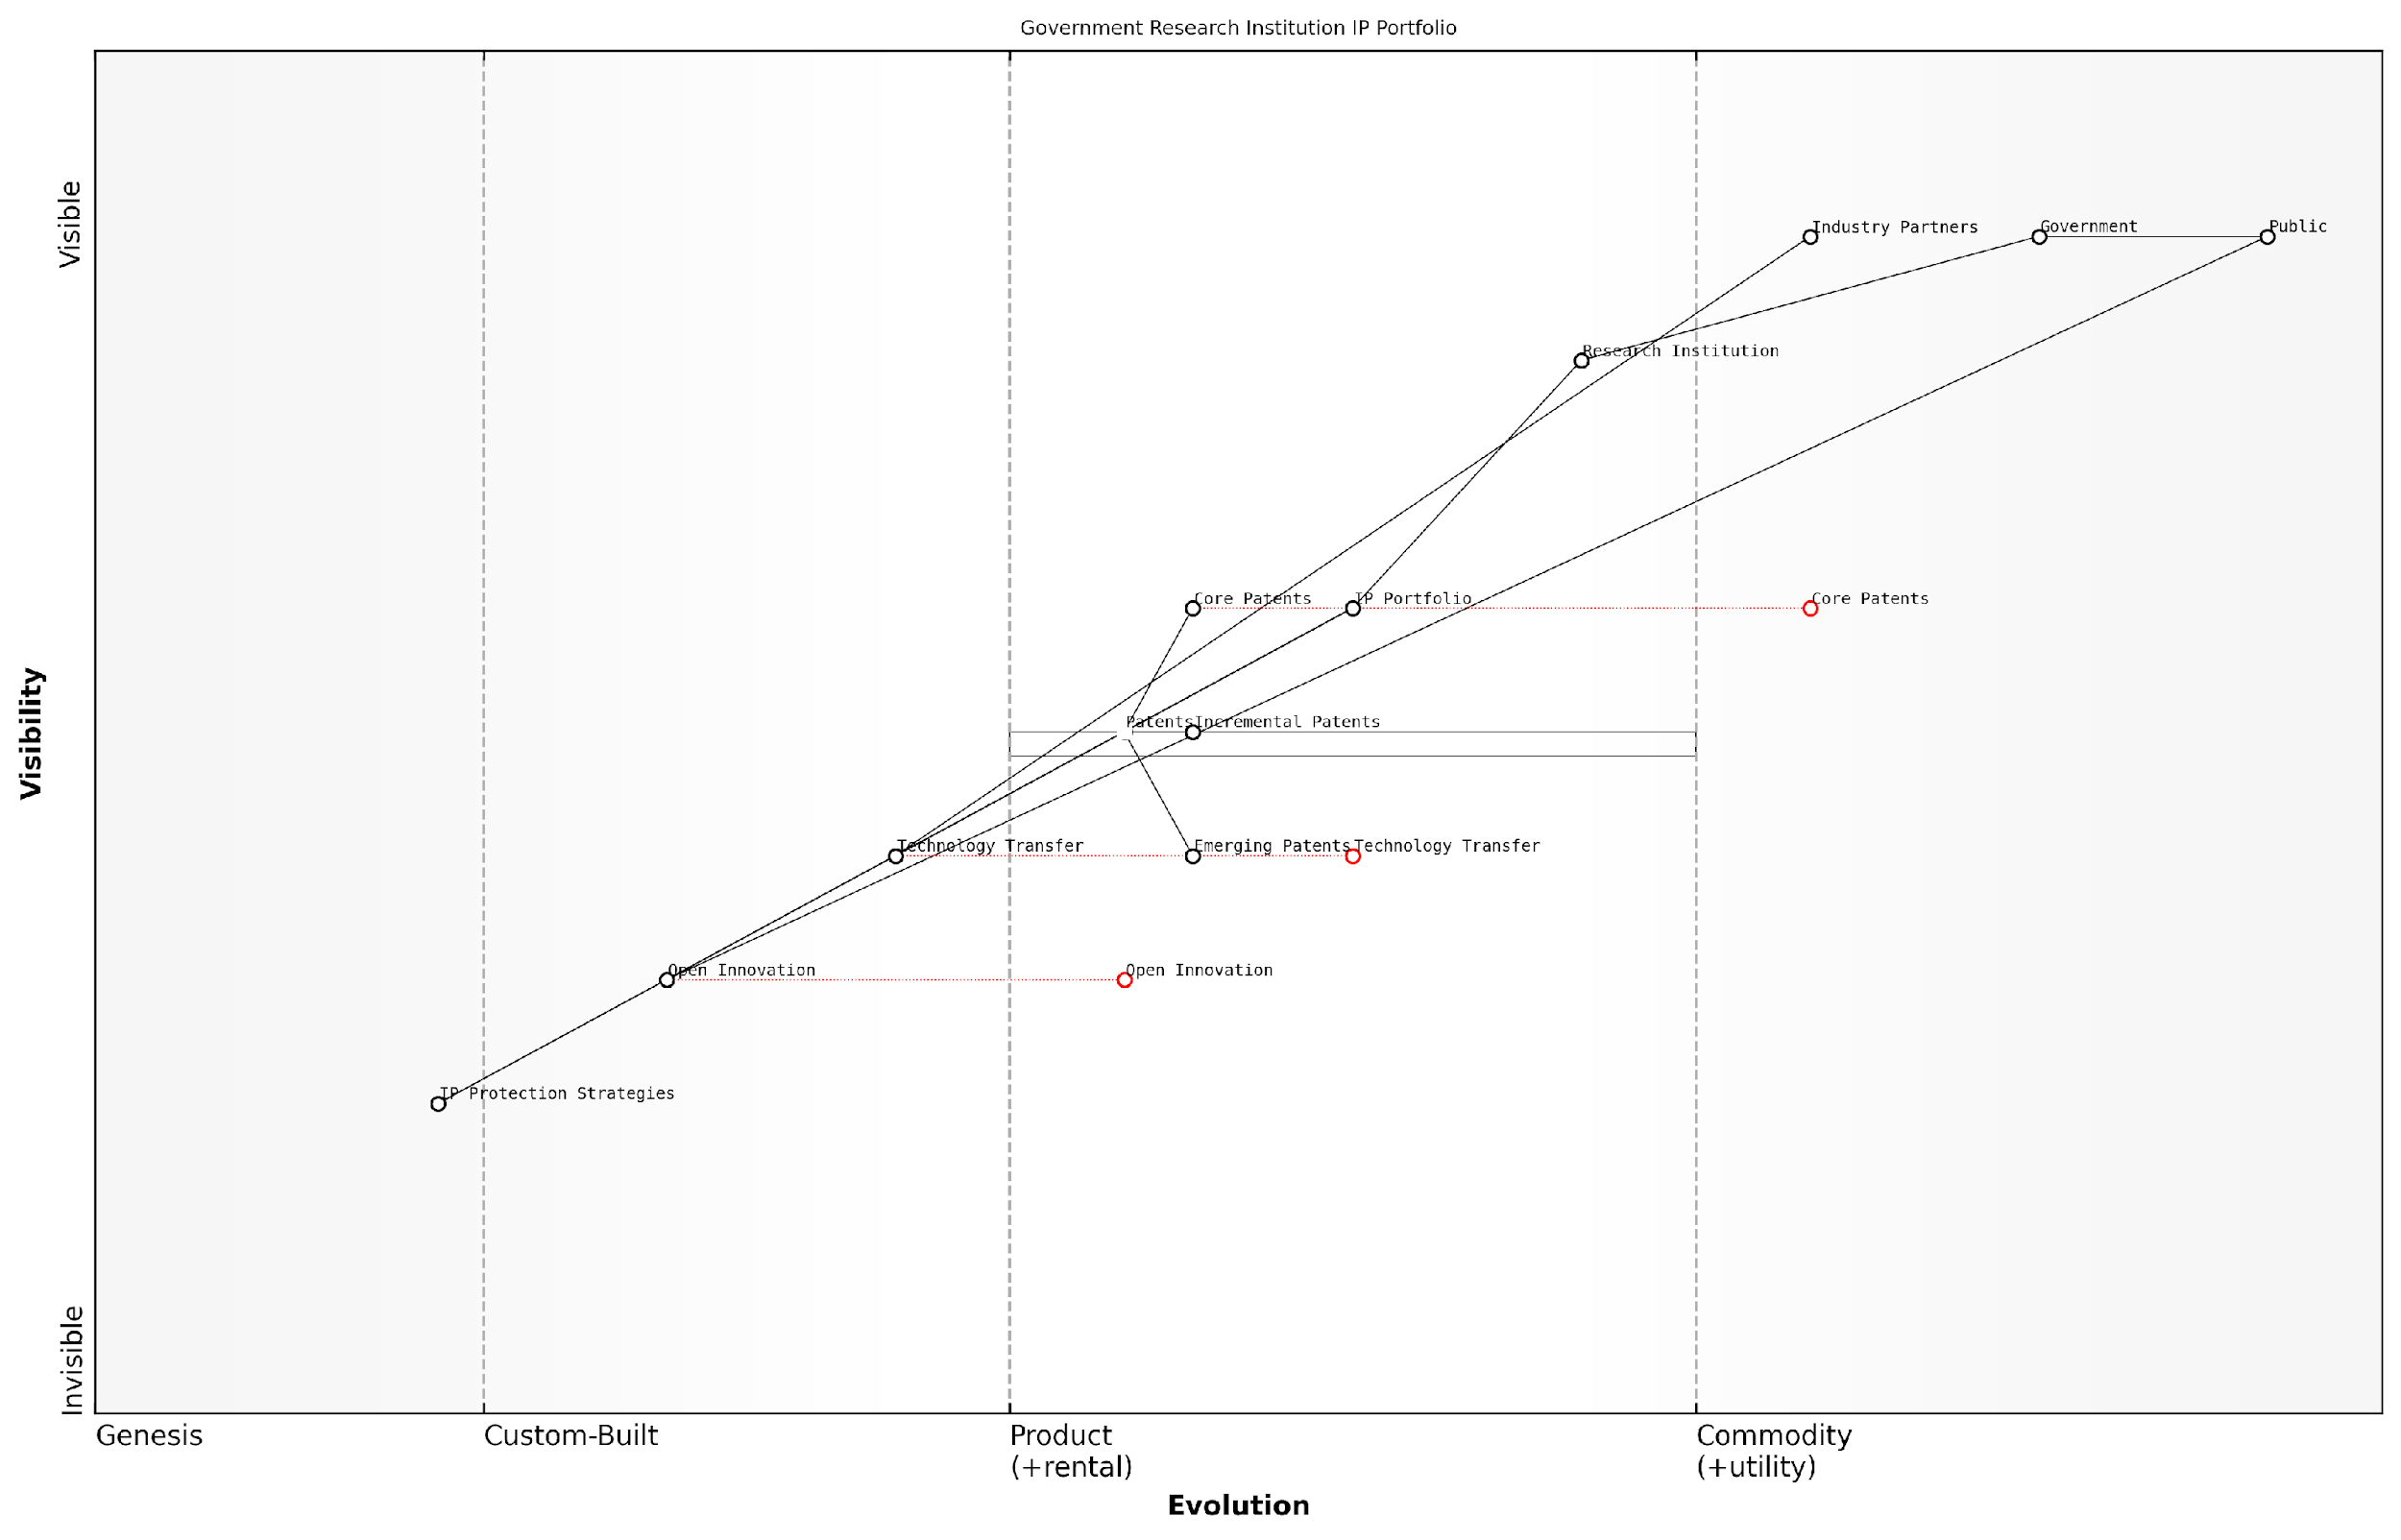 Government Research Institution IP Portfolio
Visible
Industry Partners
Government
Public
Research Institution
Core Patents
IP Portfolio
Core Patents
Visibility
Patents
Incremental Patents
Technology Transfer
Emerging Patents
Technology Transfer
Open Innovation
Open Innovation
IP Protection Strategies
Invisible
Genesis
Custom-Built
Product
(+rental)
Commodity
(+utility)
Evolution